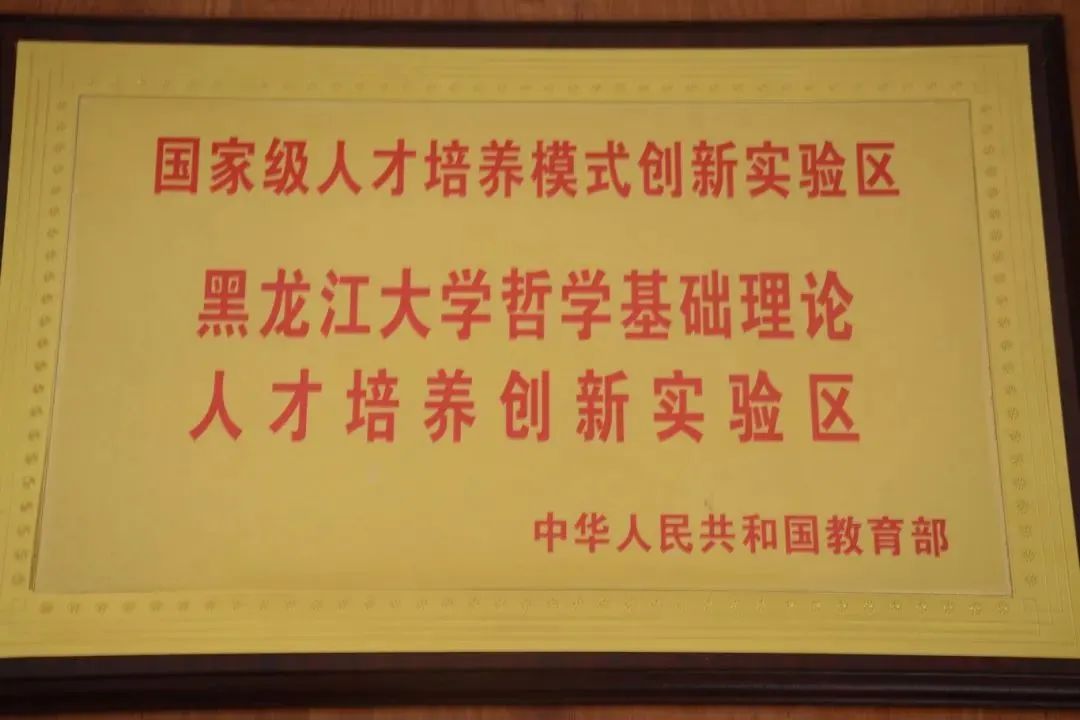 国家级人才培养模式创新实验区
黑龙江大学哲学基础理论
人才培养创新实验区
中华人民共和国教育部